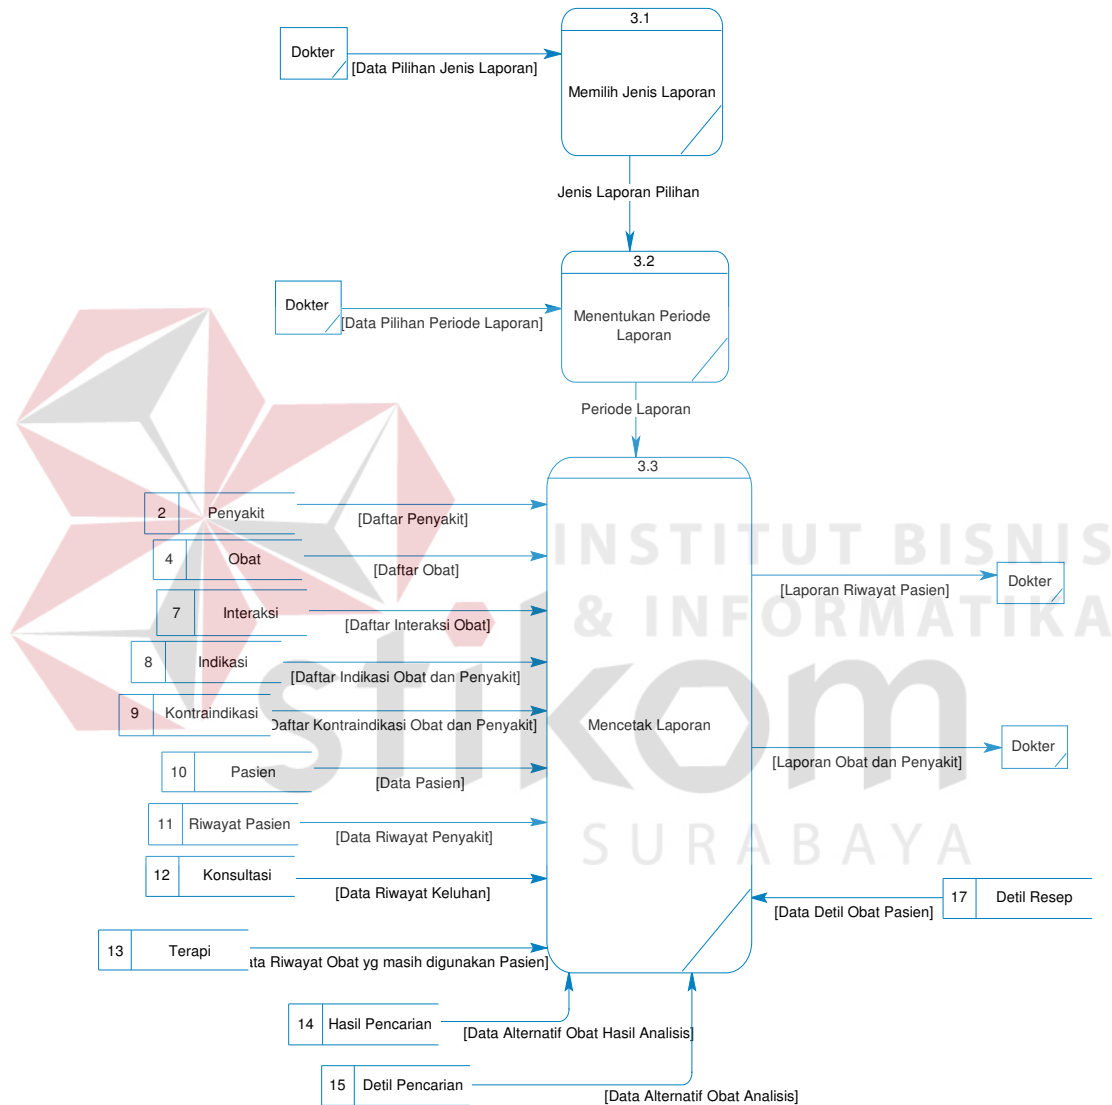 3.1
Dokter
[Data Pilihan Jenis Laporan]
Memilih Jenis Laporan
Jenis Laporan Pilihan
3.2
Dokter
[Data Pilihan Periode Laporan]
Menentukan Periode
Laporan
Periode Laporan
3.3
2 Penyakit
[Daftar Penyakit]
4 Obat
[Daftar Obat]
7 Interaksi
[Daftar Interaksi Obat]
8 Indikasi
[Daftar Indikasi Obat dan Penyakit]
9 Kontraindikasi
Daftar Kontraindikasi Obat dan Penyakit]
10 Pasien
[Data Pasien]
11 Riwayat Pasien
[Data Riwayat Penyakit]
12 Konsultasi
[Data Riwayat Keluhan]
13 Terapi
ata Riwayat Obat yg masih digunakan Pasien]
14 Hasil Pencarian
[Data Alternatif Obat Hasil Analisis]
15 Detil Pencarian
[Data Alternatif Obat Analisis]
Mencetak Laporan
[Laporan Riwayat Pasien]
Dokter
[Laporan Obat dan Penyakit]
Dokter
17 Detil Resep
[Data Detil Obat Pasien]
INSTITUT BISNIS
& INFORMATIKA
stikom
SURABAYA